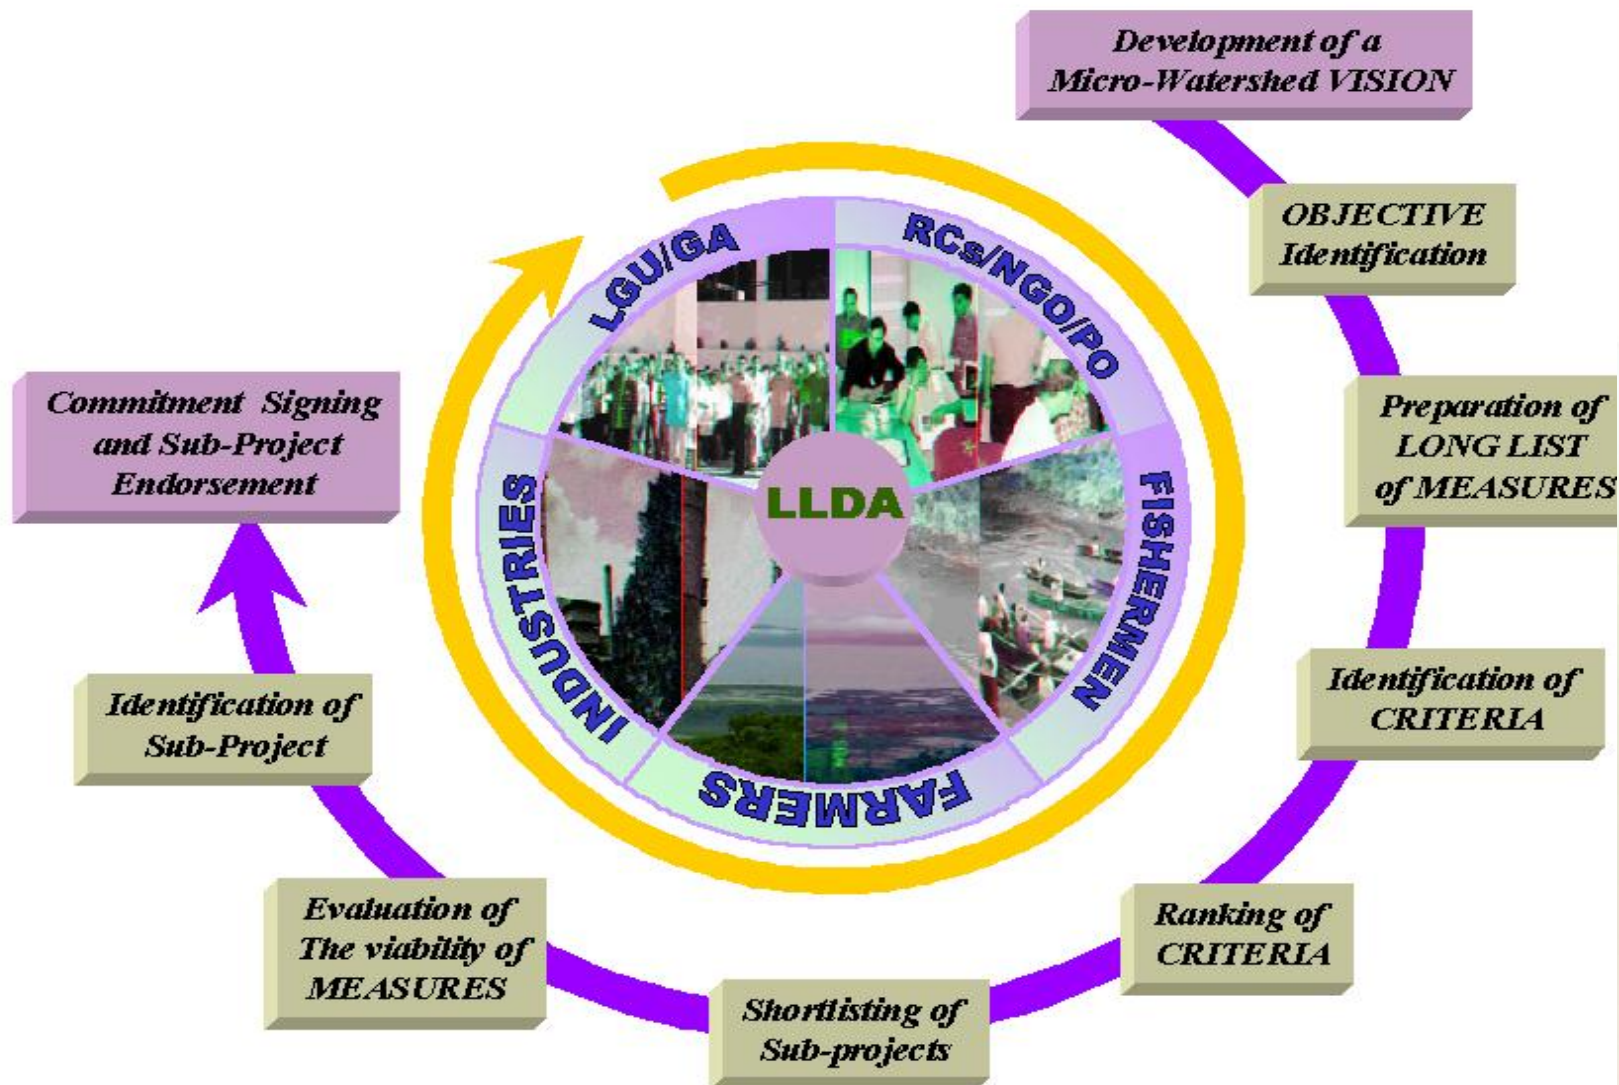 Development of a
Micro-Watershed VISION
OBJECTIVE
Identification
Preparation of
LONG LIST
of MEASURES
Identification of
CRITERIA
Ranking of
CRITERIA
Shortlisting of
Sub-projects
Evaluation of
The viability of
MEASURES
Identification of
Sub-Project
Commitment Signing
and Sub-Project
Endorsement
LGU/GA
RCs/NGO/PO
FISHERMEN
FARMERS
INDUSTRIES
LLDA